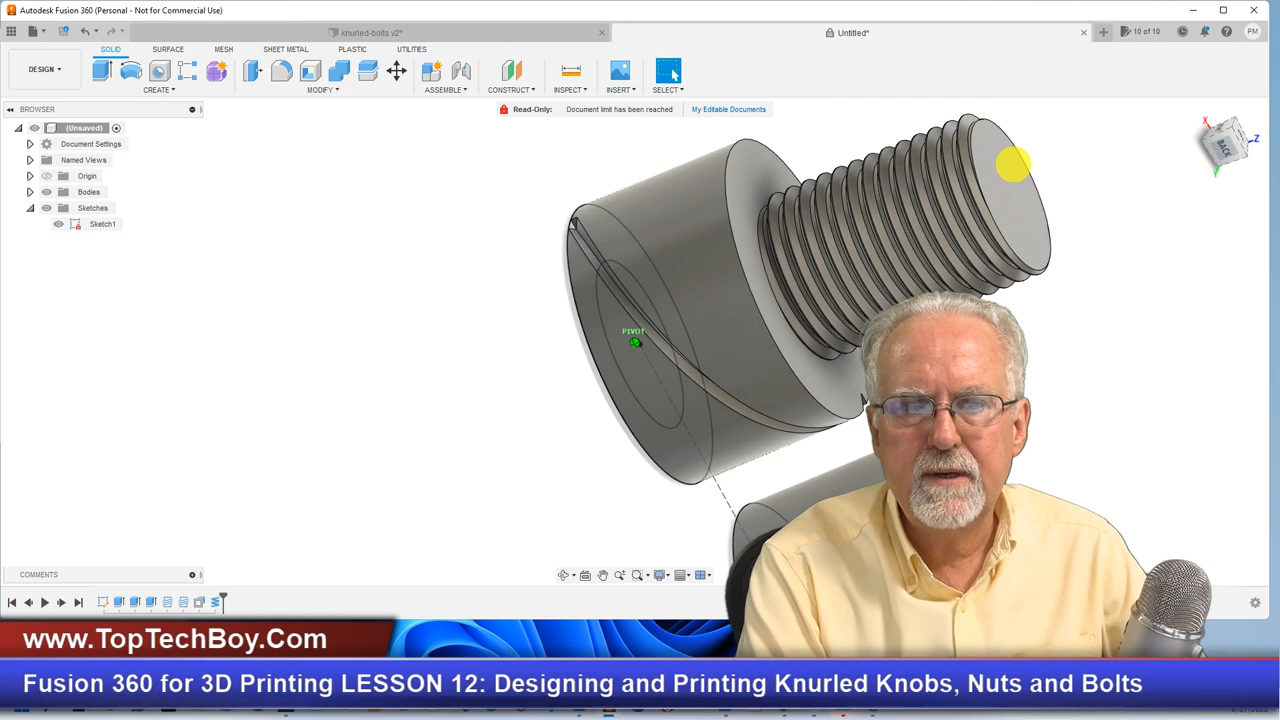 Autodesk Fusion 360 (Personal - Not for Commercial Use)
knurled-bolts v2*
Untitled*
10 of 10
PM
DESIGN
SOLID SURFACE MESH SHEET METAL PLASTIC UTILITIES
CREATE MODIFY ASSEMBLE CONSTRUCT INSPECT INSERT SELECT
BROWSER
Read-Only: Document limit has been reached My Editable Documents
(Unsaved)
Document Settings
Named Views
Origin
Bodies
Sketches
Sketch1
X
Z
BACK
PIVOT
COMMENTS
www.TopTechBoy.Com
Fusion 360 for 3D Printing LESSON 12: Designing and Printing Knurled Knobs, Nuts and Bolts